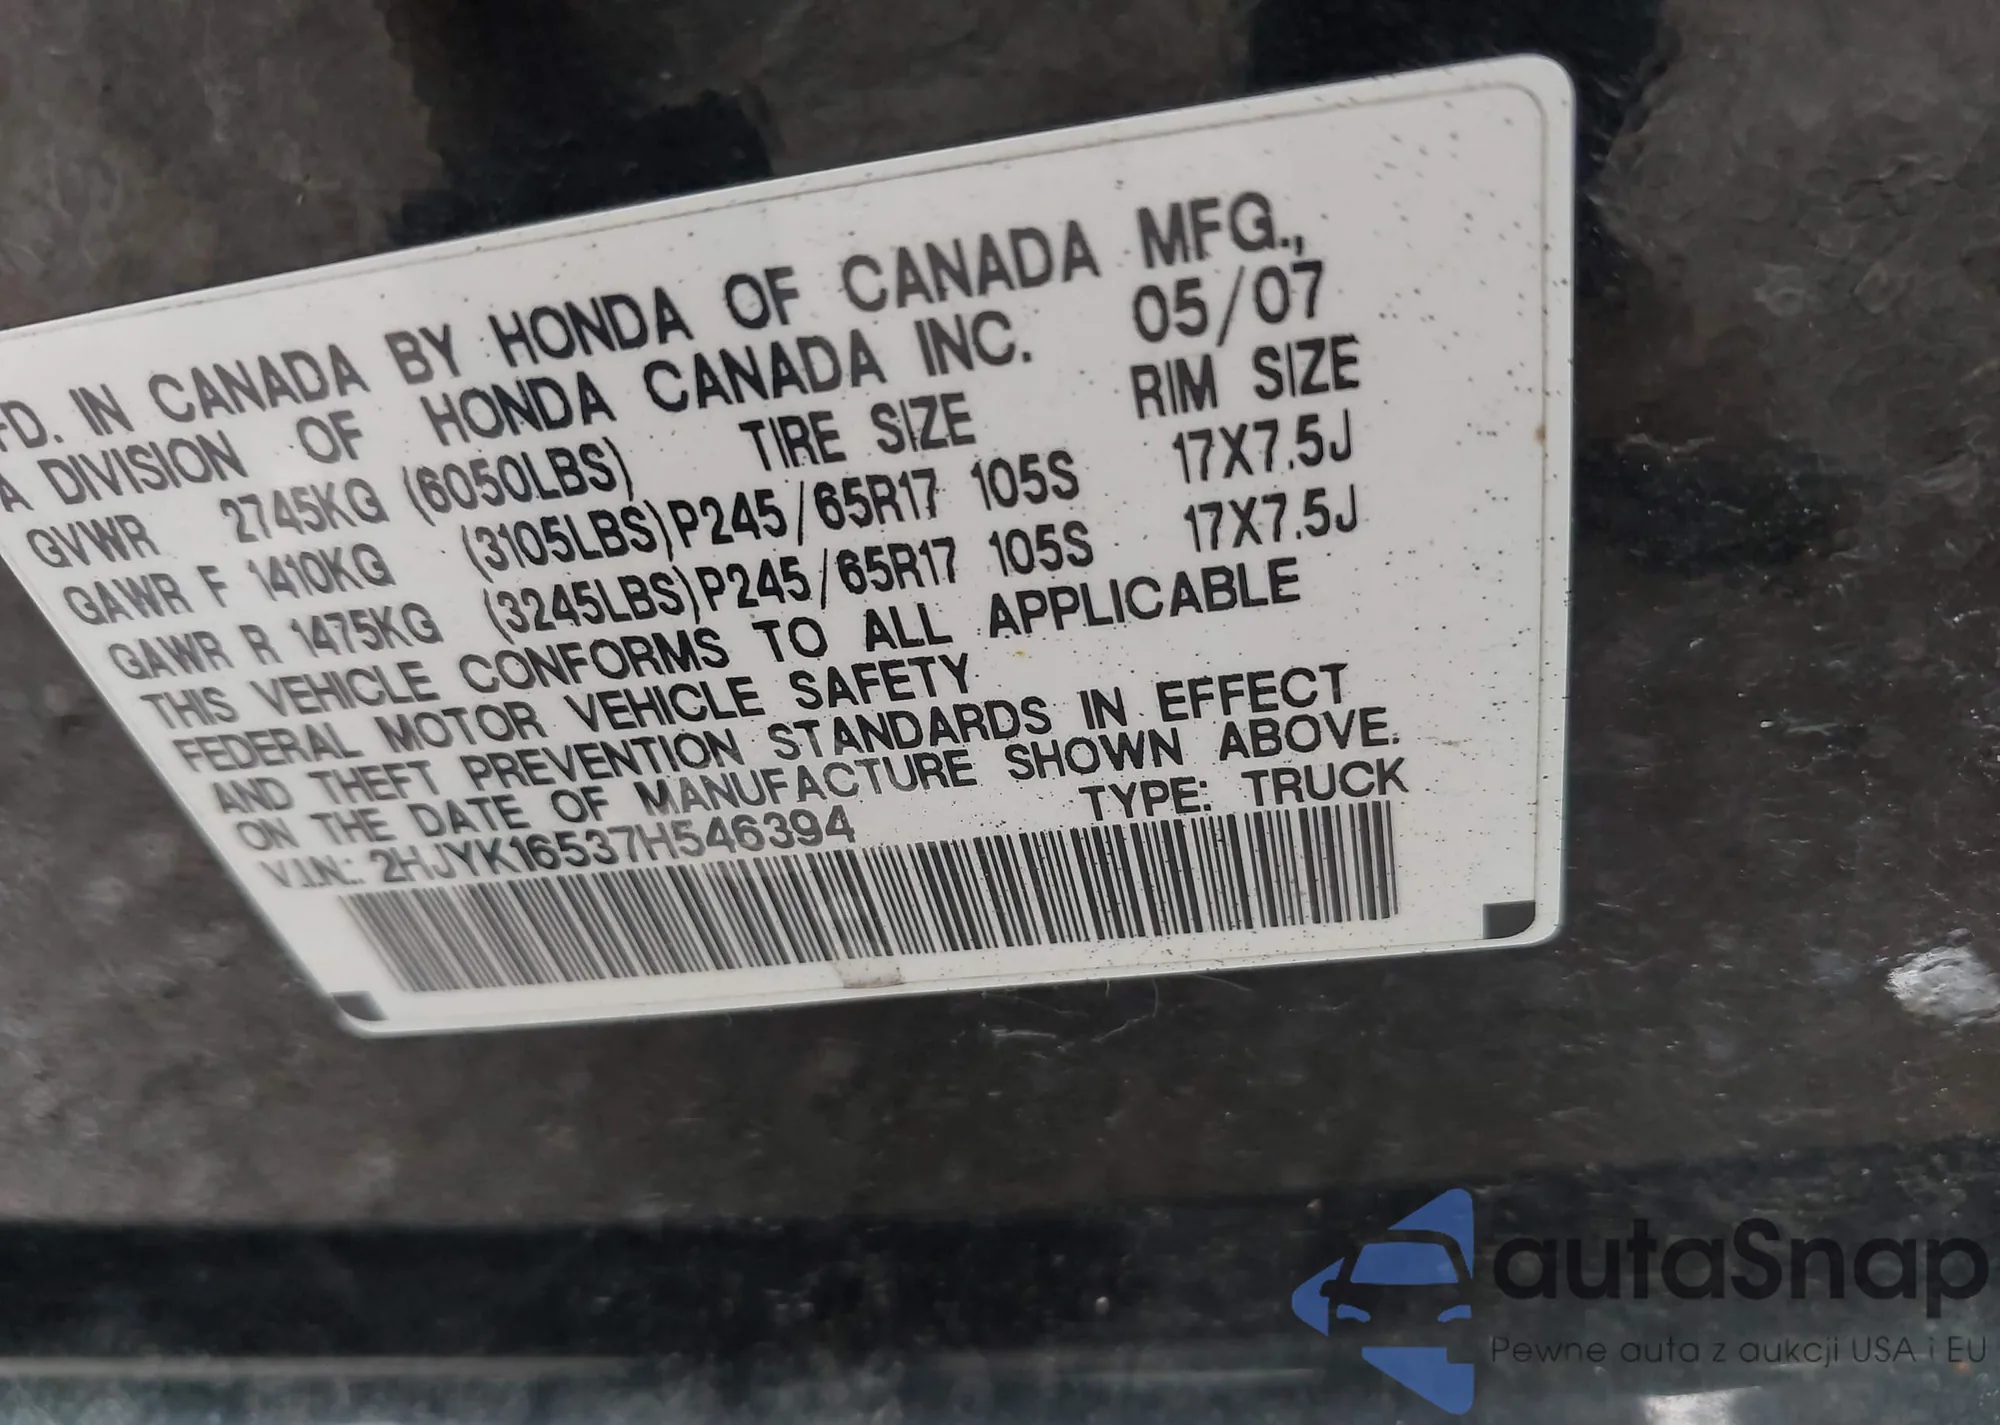 FD. IN CANADA BY HONDA OF CANADA MFG.,
A DIVISION OF HONDA CANADA INC. 05/07
GVWR 2745KG (6050LBS) TIRE SIZE RIM SIZE
GAWR F 1410KG (3105LBS)P245/65R17 105S 17X7.5J
GAWR R 1475KG (3245LBS)P245/65R17 105S 17X7.5J
THIS VEHICLE CONFORMS TO ALL APPLICABLE
FEDERAL MOTOR VEHICLE SAFETY
AND THEFT PREVENTION STANDARDS IN EFFECT
ON THE DATE OF MANUFACTURE SHOWN ABOVE.
V.I.N.: 2HJYK16537H546394 TYPE: TRUCK
autaSnap
Pewne auta z aukcji USA i EU